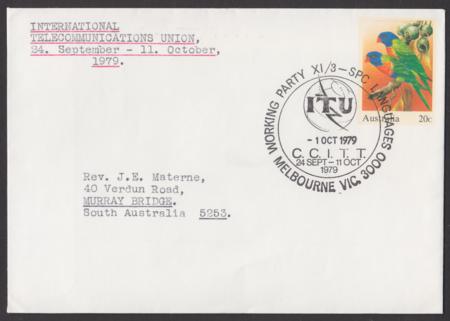 INTERNATIONAL
TELECOMMUNICATIONS UNION,
24. September - 11. October,
1979.
Australia 20c
WORKING PARTY XI/3-SPC LANGUAGES
ITU
-1 OCT 1979
C.C.I.T.T.
24 SEPT-11 OCT
1979
MELBOURNE VIC. 3000
Rev. J.E. Materne,
40 Verdun Road,
MURRAY BRIDGE.
South Australia 5253.